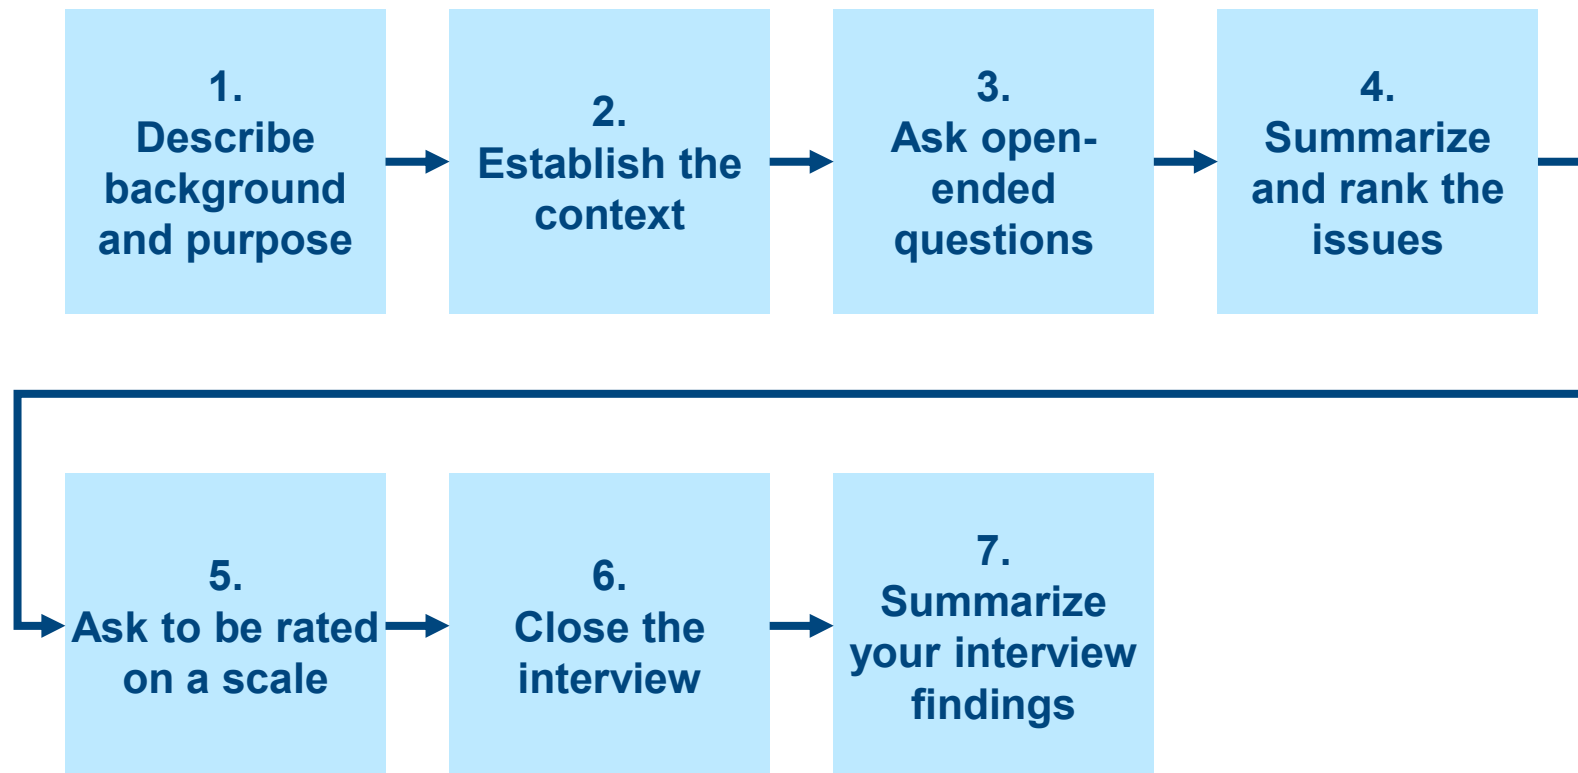 1.
Describe
background
and purpose
2.
Establish the
context
3.
Ask open-
ended
questions
4.
Summarize
and rank the
issues
5.
Ask to be rated
on a scale
6.
Close the
interview
7.
Summarize
your interview
findings